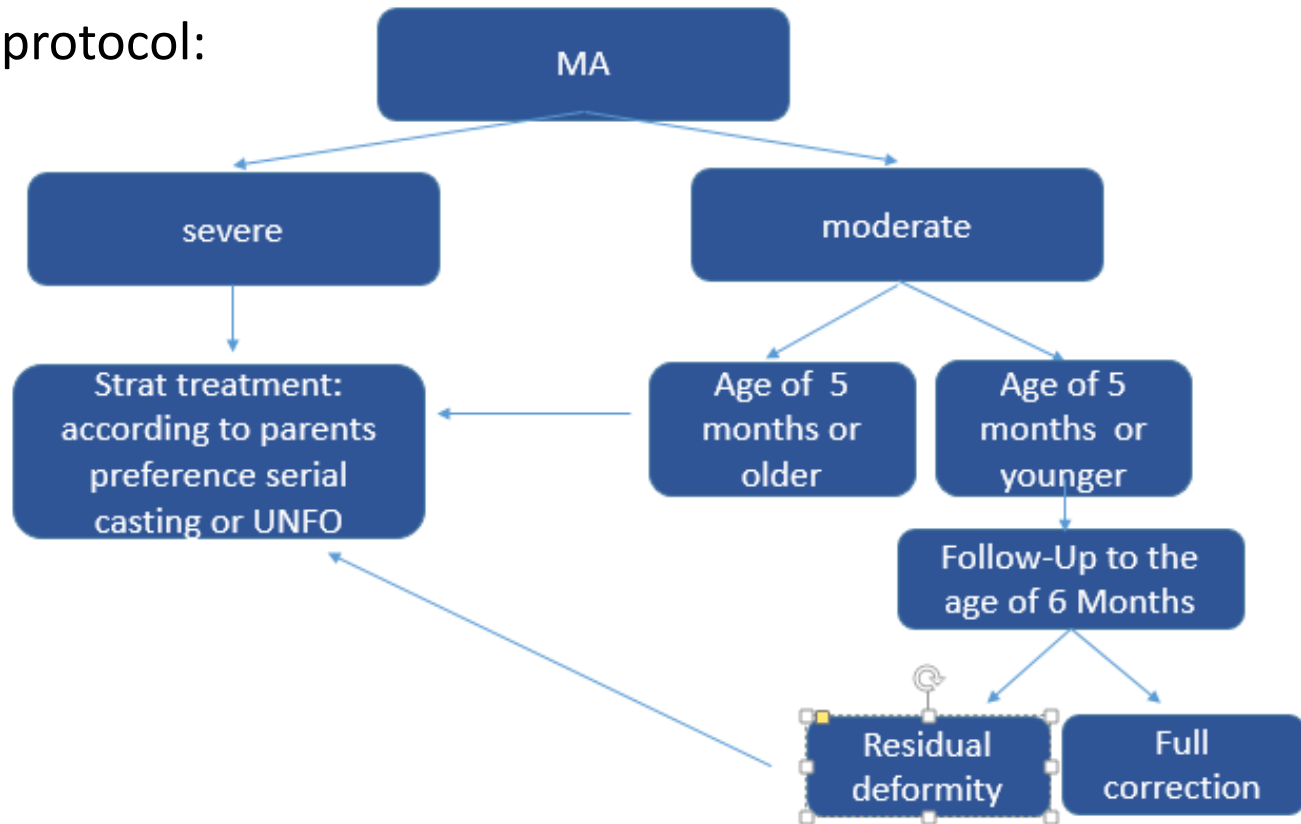 protocol:
MA
severe
moderate
Strat treatment:
according to parents
preference serial
casting or UNFO
Age of 5
months or
older
Age of 5
months or
younger
Follow-Up to the
age of 6 Months
Residual
deformity
Full
correction